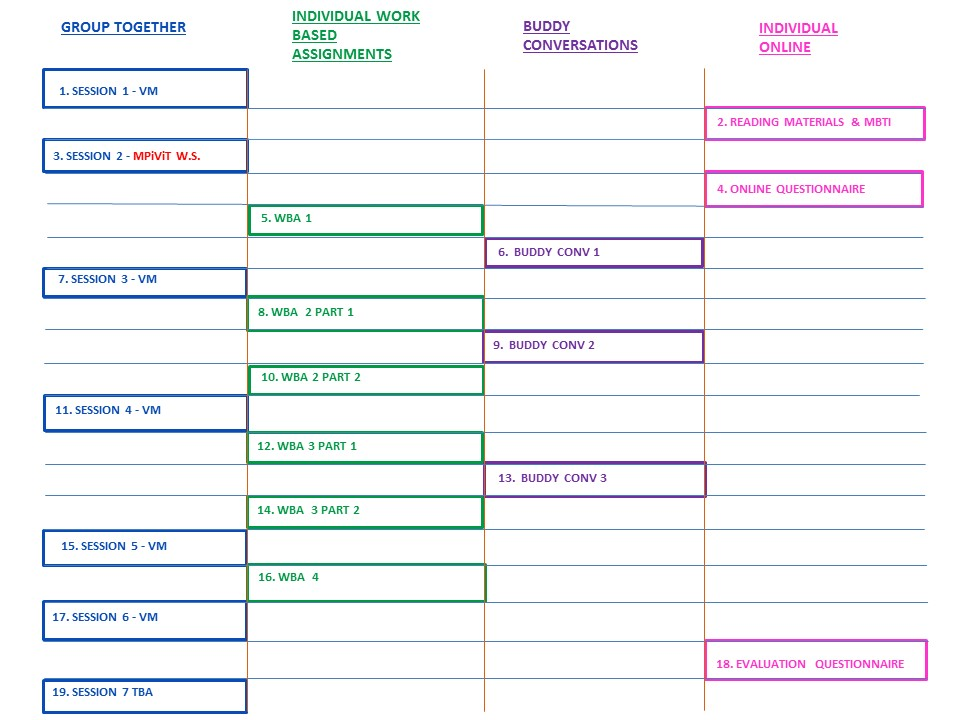 GROUP TOGETHER
INDIVIDUAL WORK
BASED
ASSIGNMENTS
BUDDY
CONVERSATIONS
INDIVIDUAL
ONLINE
1. SESSION 1 - VM
2. READING MATERIALS & MBTI
3. SESSION 2 - MPiViT W.S.
4. ONLINE QUESTIONNAIRE
5. WBA 1
6. BUDDY CONV 1
7. SESSION 3 - VM
8. WBA 2 PART 1
9. BUDDY CONV 2
10. WBA 2 PART 2
11. SESSION 4 - VM
12. WBA 3 PART 1
13. BUDDY CONV 3
14. WBA 3 PART 2
15. SESSION 5 - VM
16. WBA 4
17. SESSION 6 - VM
18. EVALUATION QUESTIONNAIRE
19. SESSION 7 TBA